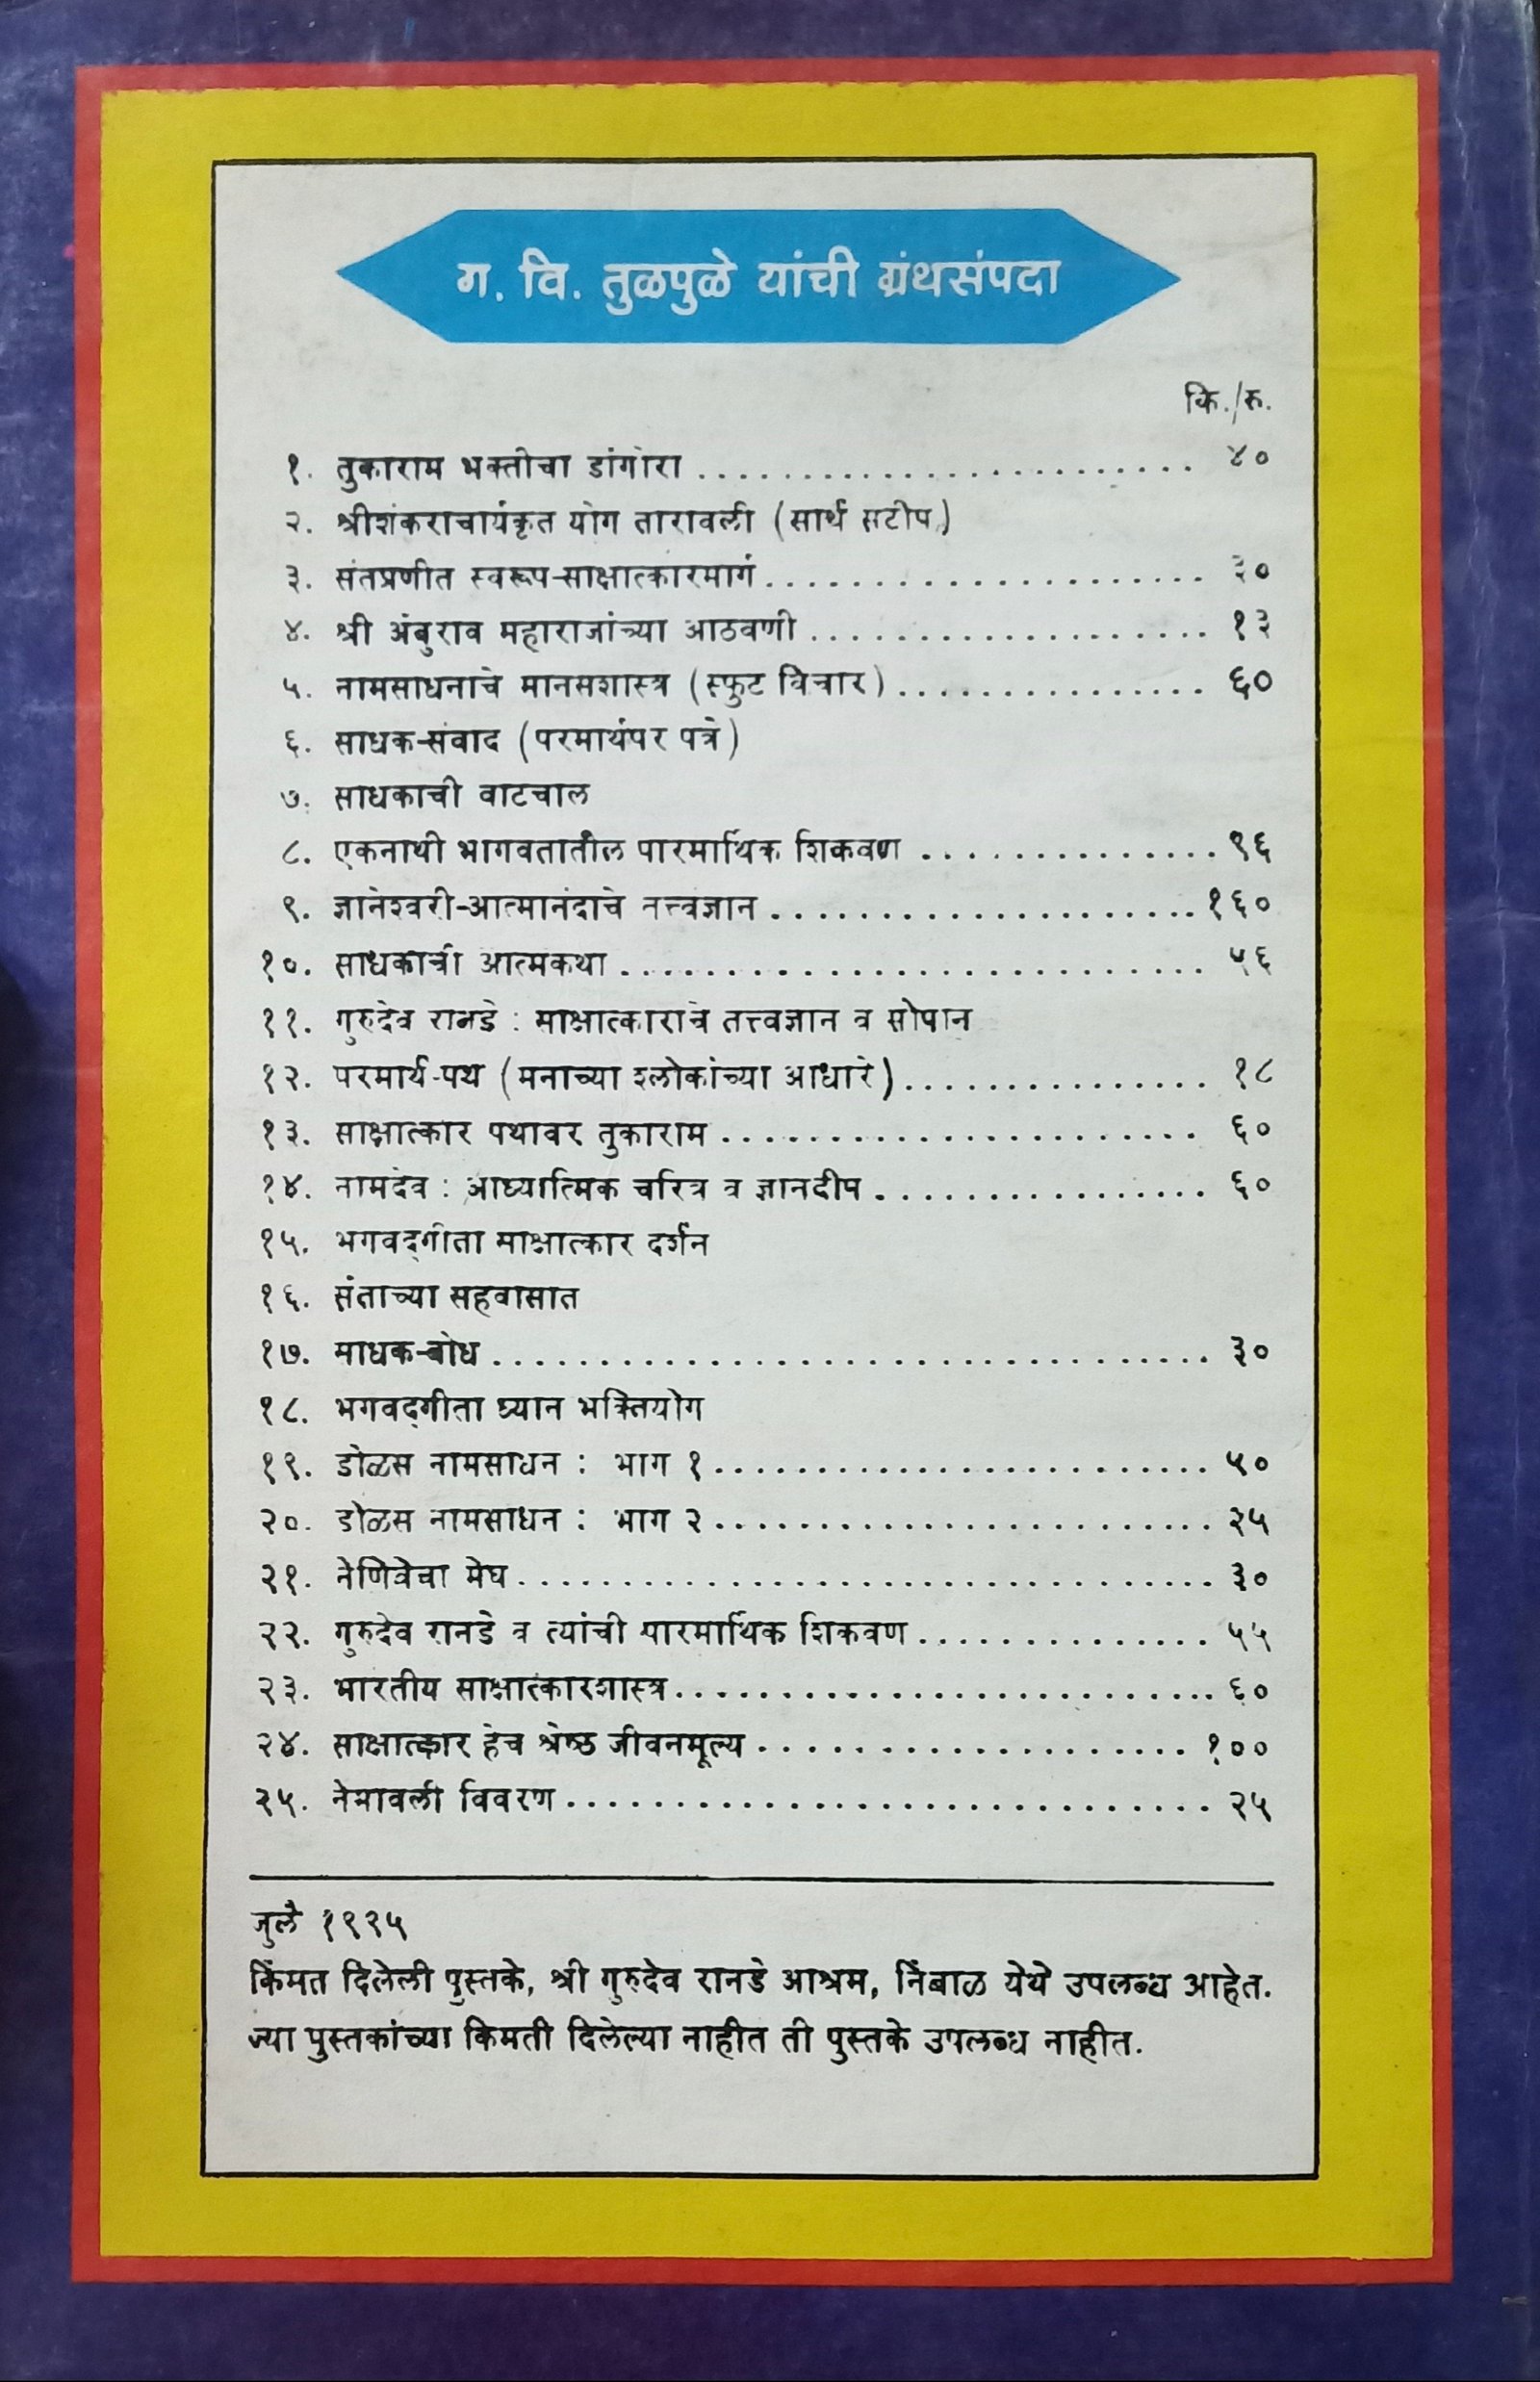 ग. वि. तुळपुळे यांची ग्रंथसंपदा
कि./रु.
१. तुकाराम भक्तीचा डांगोरा ........................ ४०
२. श्रीशंकराचार्यकृत योग तारावली (सार्थ सटीप)
३. संतप्रणीत स्वरूप-साक्षात्कारमार्ग ..................... ३०
४. श्री अंबुराव महाराजांच्या आठवणी ................... १३
५. नामसाधनाचे मानसशास्त्र (स्फुट विचार) ............... ६०
६. साधक-संवाद (परमार्थपर पत्रे)
७. साधकाची वाटचाल
८. एकनाथी भागवतातील पारमार्थिक शिकवण .............. ९६
९. ज्ञानेश्वरी-आत्मानंदाचे तत्त्वज्ञान .................... १६०
१०. साधकाची आत्मकथा ............................ ५६
११. गुरुदेव रानडे : साक्षात्काराचे तत्त्वज्ञान व सोपान
१२. परमार्थ-पथ (मनाच्या श्लोकांच्या आधारे) ............... १८
१३. साक्षात्कार पथावर तुकाराम ....................... ६०
१४. नामदेव : आध्यात्मिक चरित्र व ज्ञानदीप ................ ६०
१५. भगवद्‌गीता साक्षात्कार दर्शन
१६. संताच्या सहवासात
१७. साधक-बोध .................................. ३०
१८. भगवद्‌गीता ध्यान भक्तियोग
१९. डोळस नामसाधन : भाग १ ........................ ५०
२०. डोळस नामसाधन : भाग २ ........................ २५
२१. नेणिवेचा मेघ ................................. ३०
२२. गुरुदेव रानडे व त्यांची पारमार्थिक शिकवण .............. ५५
२३. भारतीय साक्षात्कारशास्त्र .......................... ६०
२४. साक्षात्कार हेच श्रेष्ठ जीवनमूल्य ..................... १००
२५. नेमावली विवरण ............................... २५
जुलै १९९५
किंमत दिलेली पुस्तके, श्री गुरुदेव रानडे आश्रम, निंबाळ येथे उपलब्ध आहेत.
ज्या पुस्तकांच्या किमती दिलेल्या नाहीत ती पुस्तके उपलब्ध नाहीत.